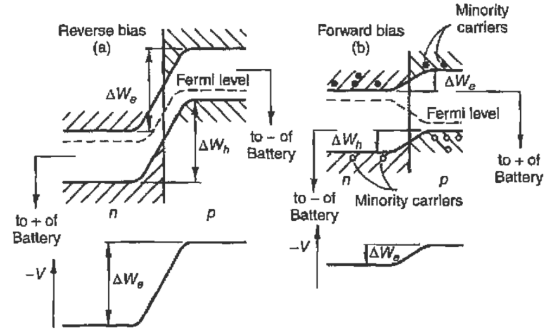 Reverse bias
(a)
ΔWe
Fermi level
to – of
Battery
ΔWh
to + of
Battery
n
p
–V
ΔWe
Forward bias
(b)
Minority
carriers
ΔWe
Fermi level
ΔWh
to + of
Battery
n
p
to – of
Battery
Minority carriers
–V
ΔWe